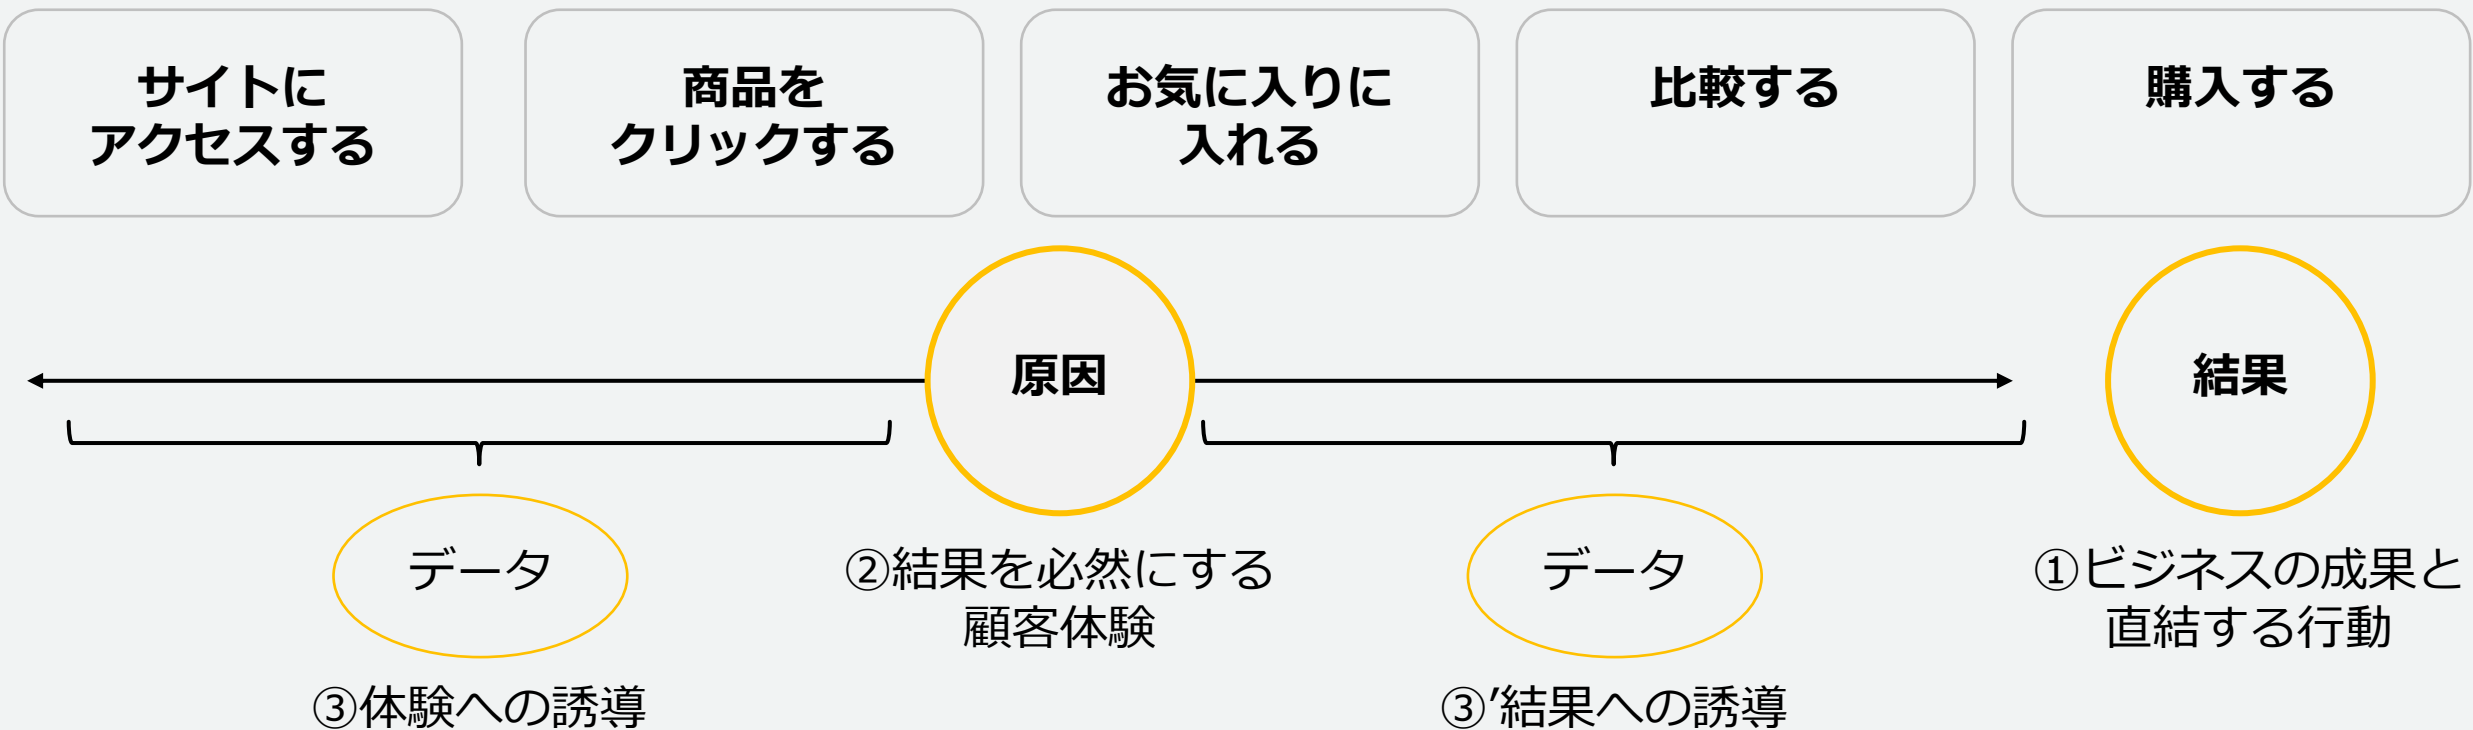 サイトに
アクセスする
商品を
クリックする
お気に入りに
入れる
比較する
購入する
原因
結果
データ
②結果を必然にする
顧客体験
データ
①ビジネスの成果と
直結する行動
③体験への誘導
③’結果への誘導